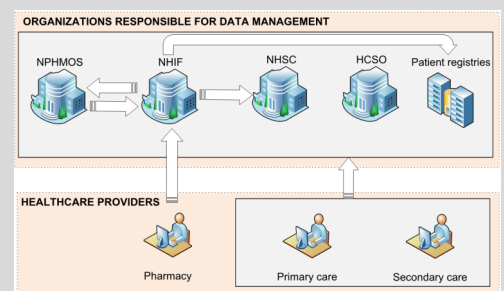 ORGANIZATIONS RESPONSIBLE FOR DATA MANAGEMENT
NPHMOS NHIF NHSC HCSO Patient registries
HEALTHCARE PROVIDERS
Pharmacy Primary care Secondary care